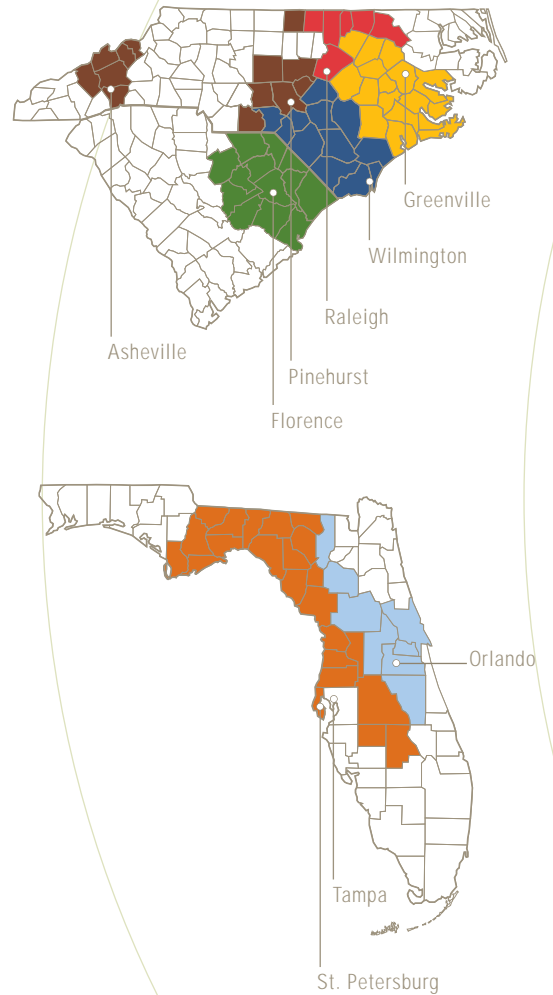 Greenville
Wilmington
Raleigh
Asheville
Pinehurst
Florence
Orlando
Tampa
St. Petersburg